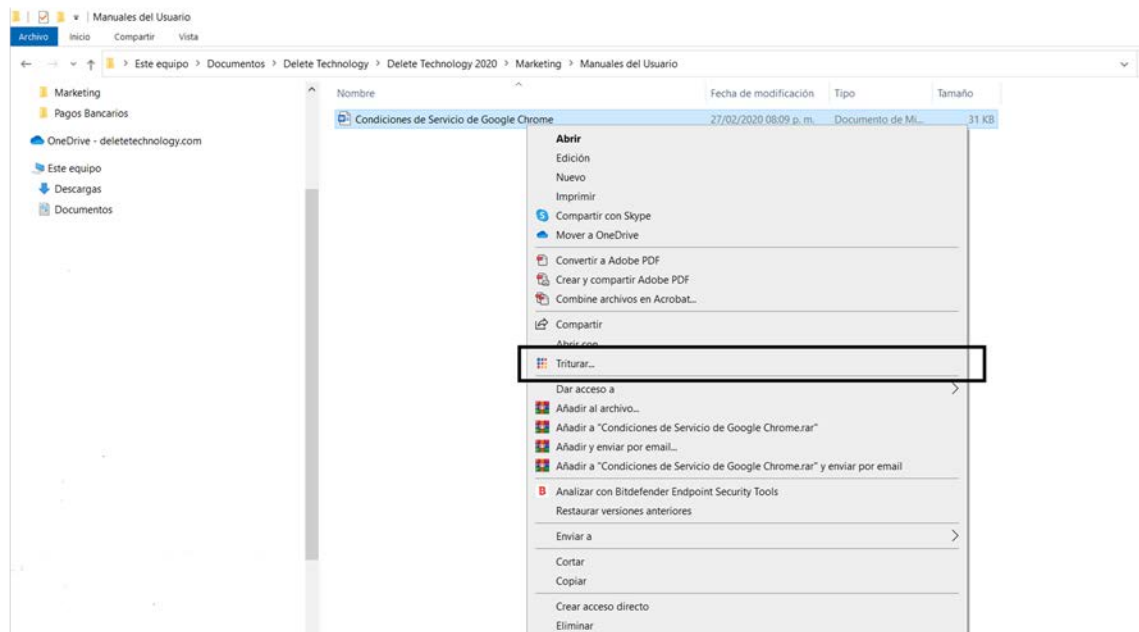 Manuales del Usuario
Archivo Inicio Compartir Vista
Este equipo > Documentos > Delete Technology > Delete Technology 2020 > Marketing > Manuales del Usuario
Marketing
Pagos Bancarios
OneDrive - deletetechnology.com
Este equipo
Descargas
Documentos
Nombre Fecha de modificación Tipo Tamaño
Condiciones de Servicio de Google Chrome 27/02/2020 08:09 p. m. Documento de Mi... 31 KB
Abrir
Edición
Nuevo
Imprimir
Compartir con Skype
Mover a OneDrive
Convertir a Adobe PDF
Crear y compartir Adobe PDF
Combine archivos en Acrobat...
Compartir
Abrir con
Triturar...
Dar acceso a
Añadir al archivo...
Añadir a "Condiciones de Servicio de Google Chrome.rar"
Añadir y enviar por email...
Añadir a "Condiciones de Servicio de Google Chrome.rar" y enviar por email
Analizar con Bitdefender Endpoint Security Tools
Restaurar versiones anteriores
Enviar a
Cortar
Copiar
Crear acceso directo
Eliminar